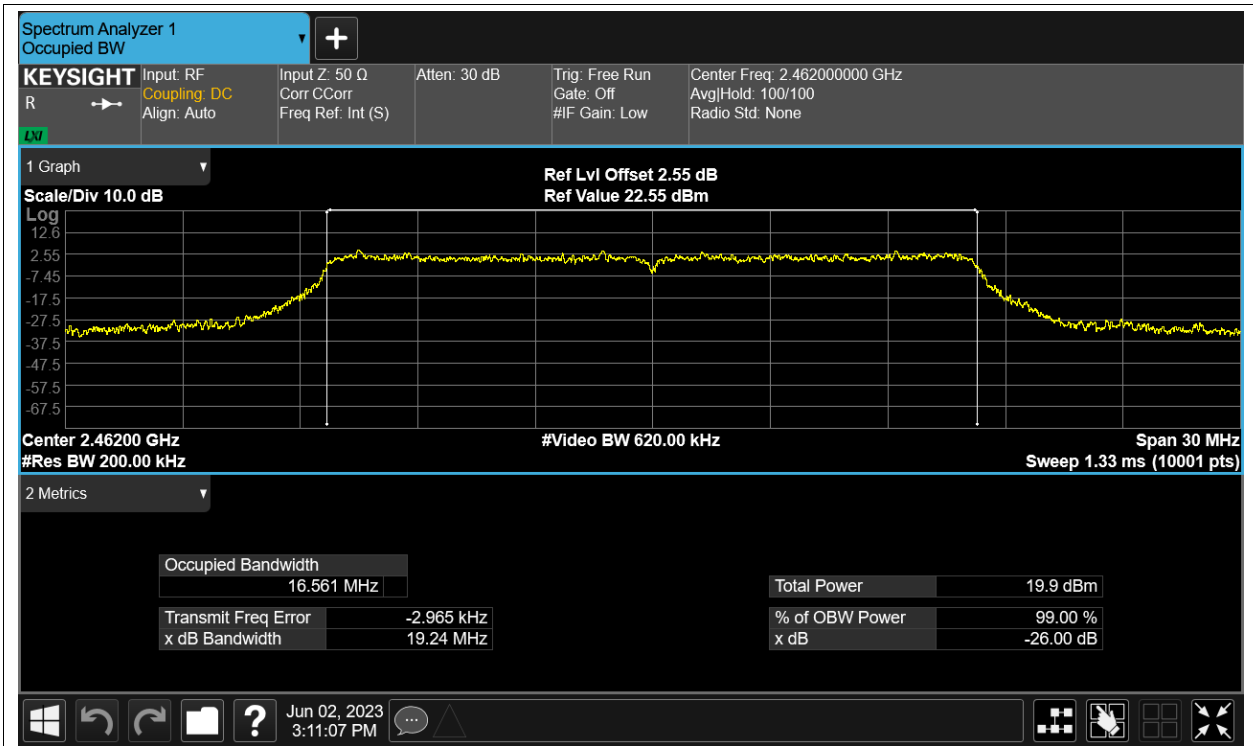 Spectrum Analyzer 1
Occupied BW
KEYSIGHT
R
LXI
Input: RF
Coupling: DC
Align: Auto
Input Z: 50 Ω
Corr CCorr
Freq Ref: Int (S)
Atten: 30 dB
Trig: Free Run
Gate: Off
#IF Gain: Low
Center Freq: 2.462000000 GHz
Avg|Hold: 100/100
Radio Std: None
1 Graph
Scale/Div 10.0 dB
Ref Lvl Offset 2.55 dB
Ref Value 22.55 dBm
Log
12.6
2.55
-7.45
-17.5
-27.5
-37.5
-47.5
-57.5
-67.5
Center 2.46200 GHz
#Video BW 620.00 kHz
Span 30 MHz
#Res BW 200.00 kHz
Sweep 1.33 ms (10001 pts)
2 Metrics
Occupied Bandwidth
16.561 MHz
Total Power 19.9 dBm
Transmit Freq Error -2.965 kHz
% of OBW Power 99.00 %
x dB Bandwidth 19.24 MHz
x dB -26.00 dB
?
Jun 02, 2023
3:11:07 PM